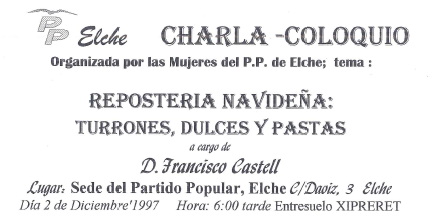 PP Elche CHARLA -COLOQUIO
Organizada por las Mujeres del P.P. de Elche; tema :
REPOSTERIA NAVIDEÑA:
TURRONES, DULCES Y PASTAS
a cargo de
D. Francisco Castell
Lugar: Sede del Partido Popular, Elche C/Daoiz, 3 Elche
Día 2 de Diciembre'1997 Hora: 6:00 tarde Entresuelo XIPRERET